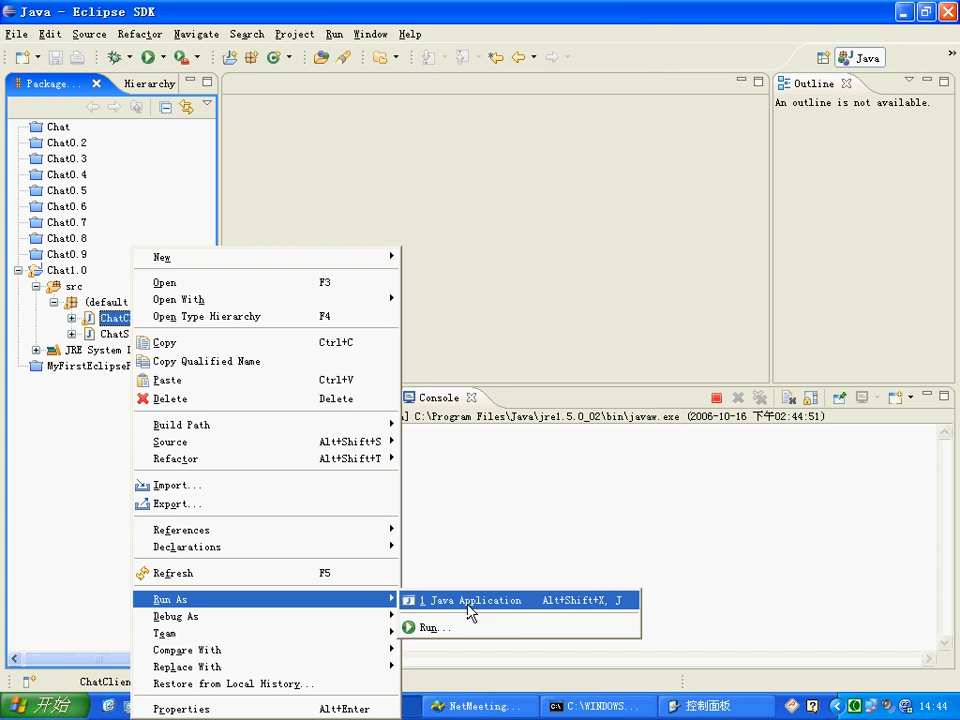 Java - Eclipse SDK
File Edit Source Refactor Navigate Search Project Run Window Help
Java
Package... Hierarchy
Outline
An outline is not available.
Chat
Chat0.2
Chat0.3
Chat0.4
Chat0.5
Chat0.6
Chat0.7
Chat0.8
Chat0.9
Chat1.0
src
(default
ChatC
ChatS
JRE System
MyFirstEclipse
New
Open F3
Open With
Open Type Hierarchy F4
Copy Ctrl+C
Copy Qualified Name
Paste Ctrl+V
Delete Delete
Build Path
Source Alt+Shift+S
Refactor Alt+Shift+T
Import...
Export...
References
Declarations
Refresh F5
Run As
Debug As
Team
Compare With
Replace With
Restore from Local History...
Properties Alt+Enter
1 Java Application Alt+Shift+X, J
Run...
Console
] C:\Program Files\Java\jre1.5.0_02\bin\javaw.exe (2006-10-16 下午02:44:51)
ChatClien
开始
NetMeeting...
C:\WINDOWS...
控制面板
14:44